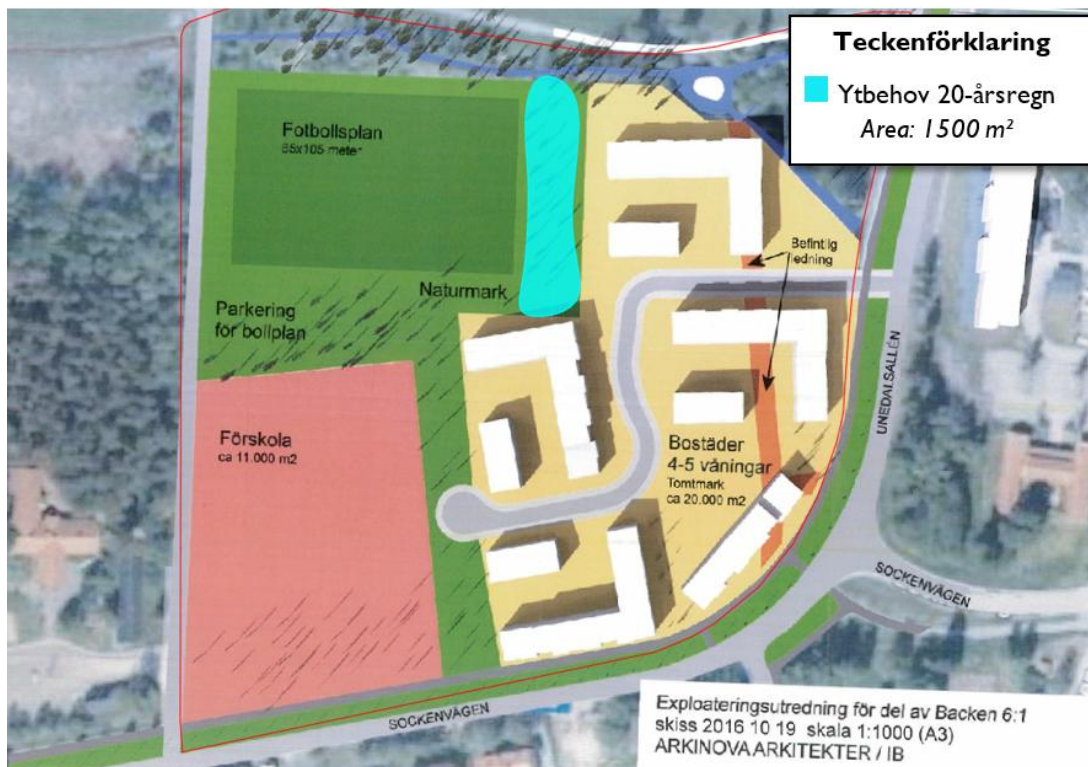 Teckenförklaring
Ytbehov 20-årsregn
Area: 1500 m²
Fotbollsplan
65x105 meter
Befintlig
ledning
Naturmark
Parkering
för bollplan
UNEDALSALLÉN
Förskola
ca 11.000 m2
Bostäder
4-5 våningar
Tomtmark
ca 20.000 m2
SOCKENVÄGEN
SOCKENVÄGEN
Exploateringsutredning för del av Backen 6:1
skiss 2016 10 19 skala 1:1000 (A3)
ARKINOVA ARKITEKTER / IB